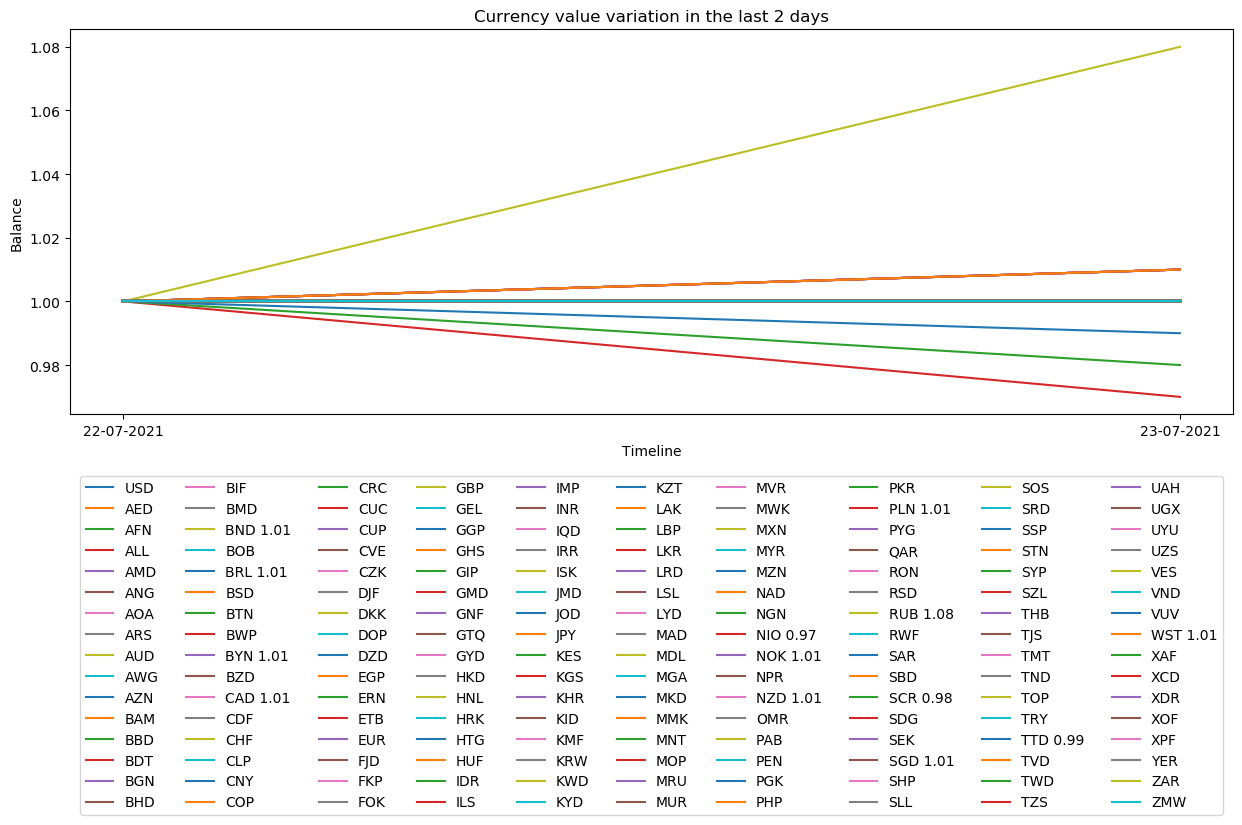 Currency value variation in the last 2 days
1.08
1.06
1.04
1.02
1.00
0.98
Balance
22-07-2021 23-07-2021
Timeline
USD BIF CRC GBP IMP KZT MVR PKR SOS UAH
AED BMD CUC GEL INR LAK MWK PLN 1.01 SRD UGX
AFN BND 1.01 CUP GGP IQD LBP MXN PYG SSP UYU
ALL BOB CVE GHS IRR LKR MYR QAR STN UZS
AMD BRL 1.01 CZK GIP ISK LRD MZN RON SYP VES
ANG BSD DJF GMD JMD LSL NAD RSD SZL VND
AOA BTN DKK GNF JOD LYD NGN RUB 1.08 THB VUV
ARS BWP DOP GTQ JPY MAD NIO 0.97 RWF TJS WST 1.01
AUD BYN 1.01 DZD GYD KES MDL NOK 1.01 SAR TMT XAF
AWG BZD EGP HKD KGS MGA NPR SBD TND XCD
AZN CAD 1.01 ERN HNL KHR MKD NZD 1.01 SCR 0.98 TOP XDR
BAM CDF ETB HRK KID MMK OMR SDG TRY XOF
BBD CHF EUR HTG KMF MNT PAB SEK TTD 0.99 XPF
BDT CLP FJD HUF KRW MOP PEN SGD 1.01 TVD YER
BGN CNY FKP IDR KWD MRU PGK SHP TWD ZAR
BHD COP FOK ILS KYD MUR PHP SLL TZS ZMW